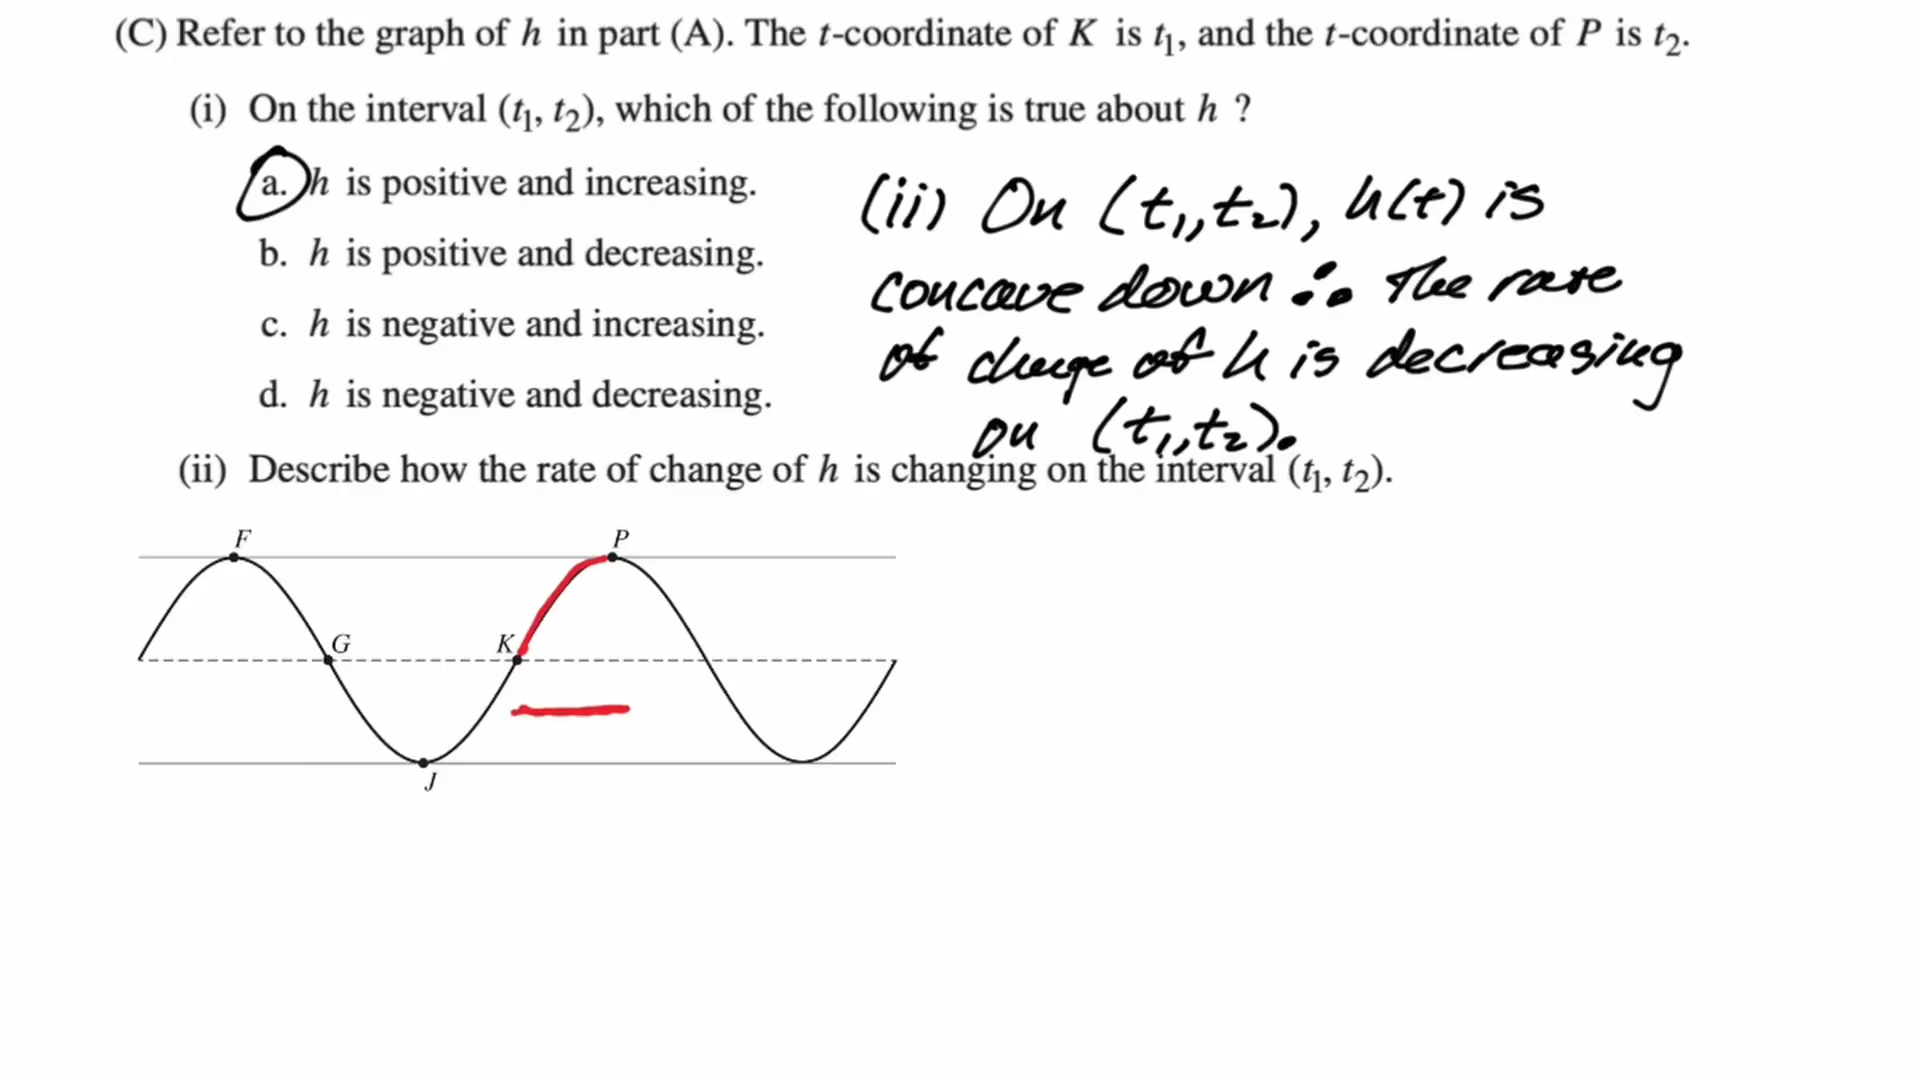 (C) Refer to the graph of h in part (A). The t-coordinate of K is t₁, and the t-coordinate of P is t₂.
(i) On the interval (t₁, t₂), which of the following is true about h ?
a. h is positive and increasing.
b. h is positive and decreasing.
c. h is negative and increasing.
d. h is negative and decreasing.
(ii) On (t₁, t₂), h(t) is
concave down ∴ the rate
of change of h is decreasing
on (t₁, t₂).
(ii) Describe how the rate of change of h is changing on the interval (t₁, t₂).
F
P
G
K
J